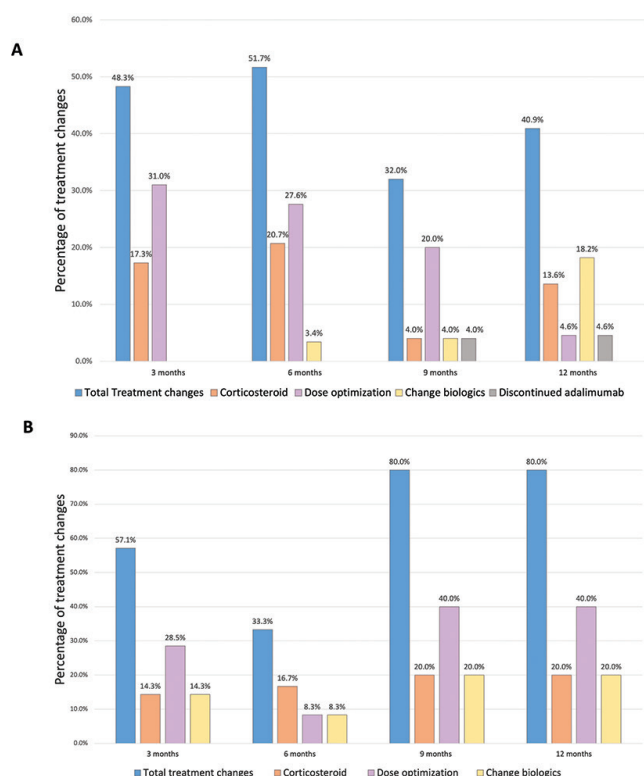 A
Percentage of treatment changes
60.0%
50.0%
40.0%
30.0%
20.0%
10.0%
0.0%
48.3%
17.3%
31.0%
51.7%
20.7%
27.6%
3.4%
32.0%
4.0%
20.0%
4.0%
4.0%
40.9%
13.6%
4.6%
18.2%
4.6%
3 months
6 months
9 months
12 months
Total Treatment changes
Corticosteroid
Dose optimization
Change biologics
Discontinued adalimumab
B
Percentage of treatment changes
90.0%
80.0%
70.0%
60.0%
50.0%
40.0%
30.0%
20.0%
10.0%
0.0%
57.1%
14.3%
28.5%
14.3%
33.3%
16.7%
8.3%
8.3%
80.0%
20.0%
40.0%
20.0%
80.0%
20.0%
40.0%
20.0%
3 months
6 months
9 months
12 months
Total Treatment changes
Corticosteroid
Dose optimization
Change biologics